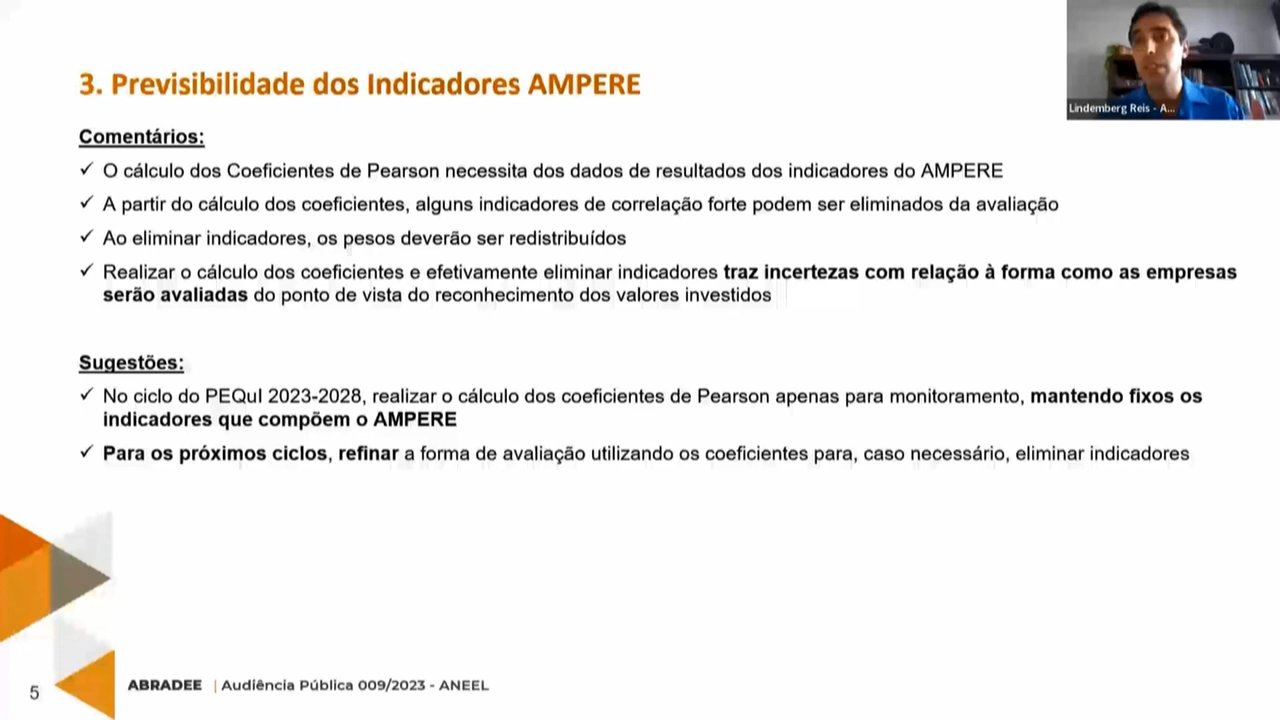 3. Previsibilidade dos Indicadores AMPERE
Lindemberg Reis - A...
Comentários:
✓ O cálculo dos Coeficientes de Pearson necessita dos dados de resultados dos indicadores do AMPERE
✓ A partir do cálculo dos coeficientes, alguns indicadores de correlação forte podem ser eliminados da avaliação
✓ Ao eliminar indicadores, os pesos deverão ser redistribuídos
✓ Realizar o cálculo dos coeficientes e efetivamente eliminar indicadores traz incertezas com relação à forma como as empresas
serão avaliadas do ponto de vista do reconhecimento dos valores investidos
Sugestões:
✓ No ciclo do PEQuI 2023-2028, realizar o cálculo dos coeficientes de Pearson apenas para monitoramento, mantendo fixos os
indicadores que compõem o AMPERE
✓ Para os próximos ciclos, refinar a forma de avaliação utilizando os coeficientes para, caso necessário, eliminar indicadores
5
ABRADEE | Audiência Pública 009/2023 - ANEEL